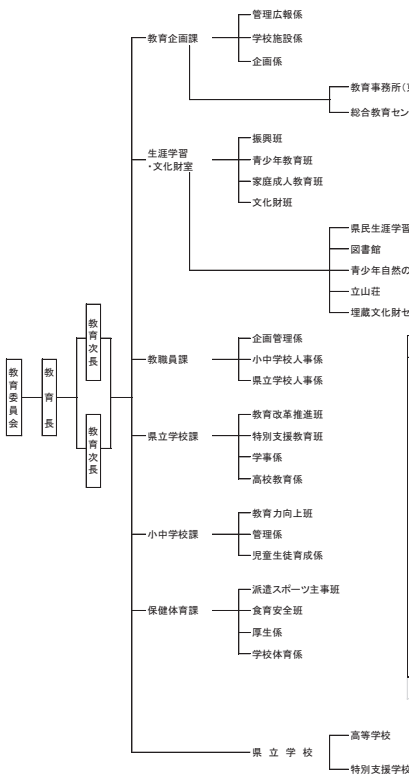 管理広報係
教育企画課
学校施設係
企画係
教育事務所(
総合教育セン
振興班
生涯学習
・文化財室
青少年教育班
家庭成人教育班
文化財班
県民生涯学習
図書館
青少年自然の
立山荘
埋蔵文化財セ
教育委員会
教育長
教育次長
教育次長
企画管理係
教職員課
小中学校人事係
県立学校人事係
教育改革推進班
県立学校課
特別支援教育班
学事係
高校教育係
教育力向上班
小中学校課
管理係
児童生徒育成係
派遣スポーツ主事班
保健体育課
食育安全班
厚生係
学校体育係
高等学校
県立学校
特別支援学校